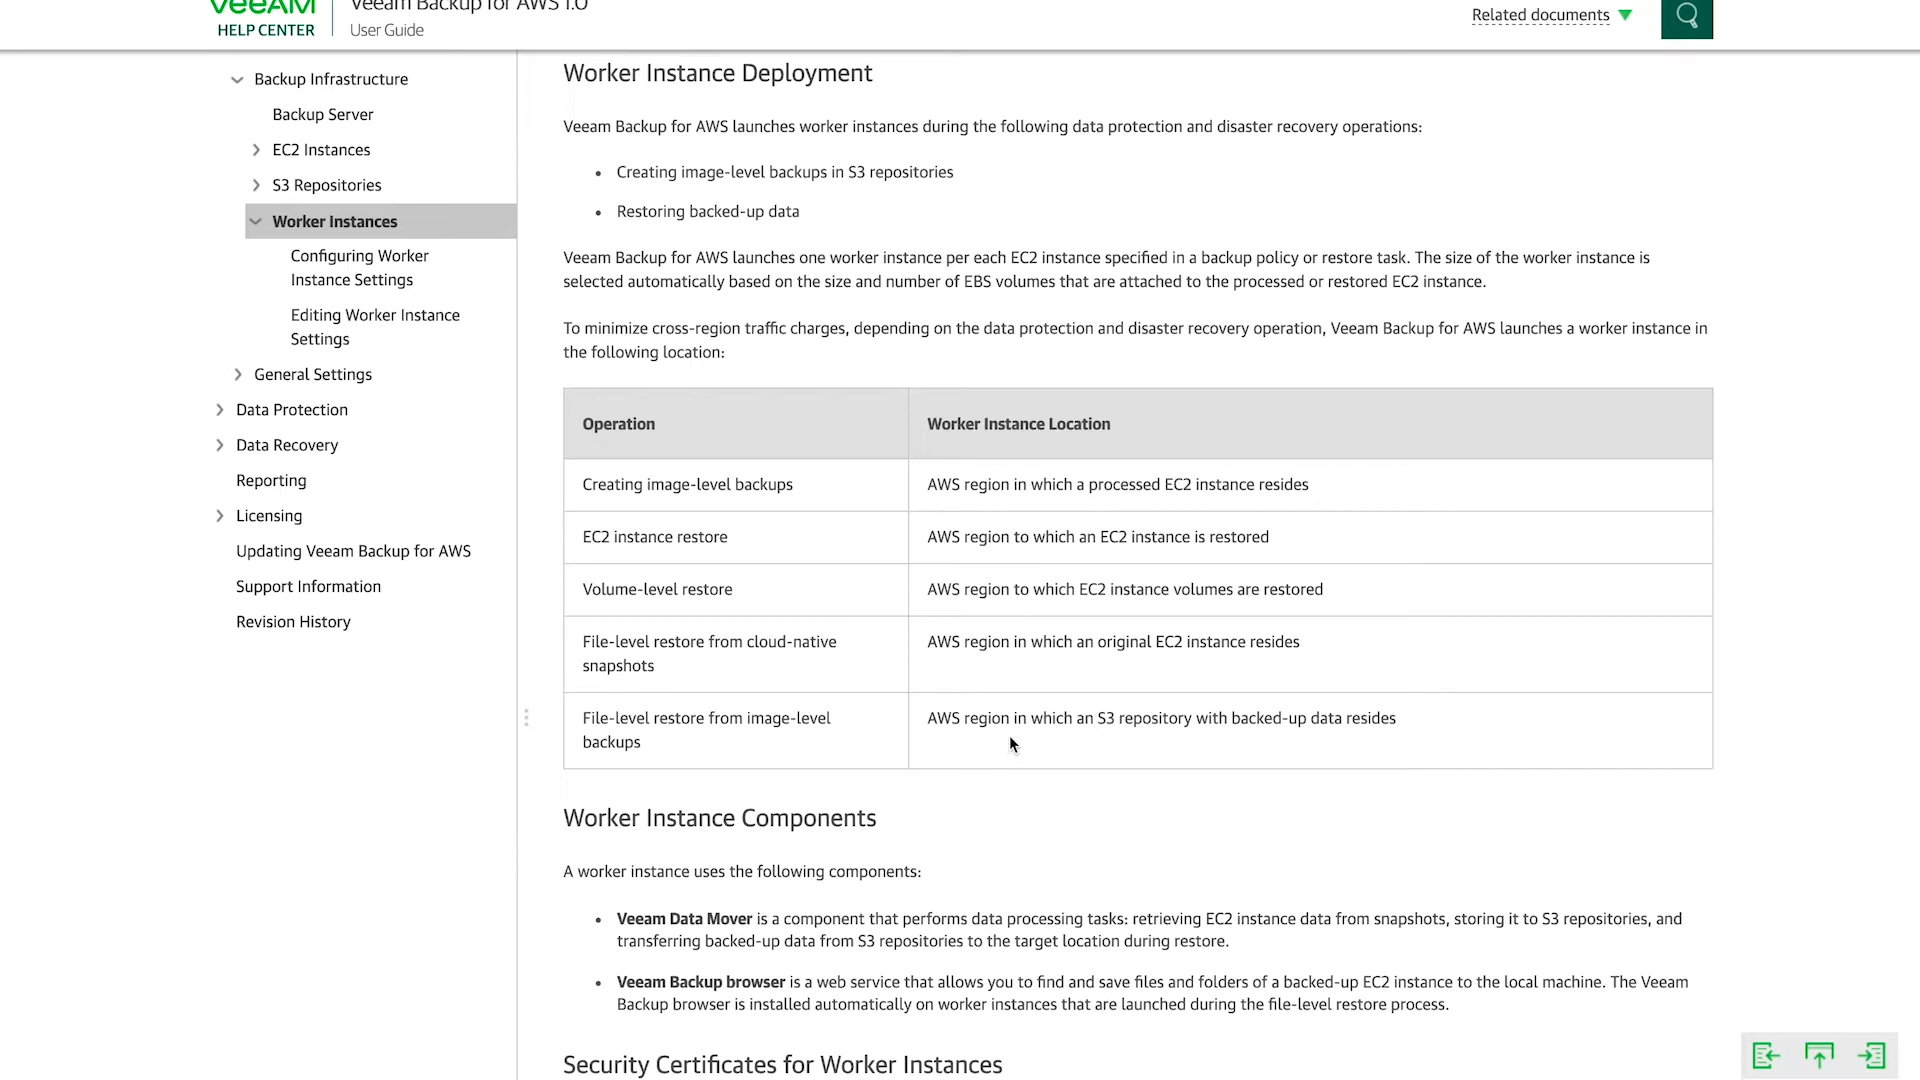 veeam
HELP CENTER
Veeam Backup for AWS 1.0
User Guide
Related documents
Backup Infrastructure
Backup Server
EC2 Instances
S3 Repositories
Worker Instances
Configuring Worker
Instance Settings
Editing Worker Instance
Settings
General Settings
Data Protection
Data Recovery
Reporting
Licensing
Updating Veeam Backup for AWS
Support Information
Revision History
Worker Instance Deployment
Veeam Backup for AWS launches worker instances during the following data protection and disaster recovery operations:
• Creating image-level backups in S3 repositories
• Restoring backed-up data
Veeam Backup for AWS launches one worker instance per each EC2 instance specified in a backup policy or restore task. The size of the worker instance is
selected automatically based on the size and number of EBS volumes that are attached to the processed or restored EC2 instance.
To minimize cross-region traffic charges, depending on the data protection and disaster recovery operation, Veeam Backup for AWS launches a worker instance in
the following location:
Operation Worker Instance Location
Creating image-level backups AWS region in which a processed EC2 instance resides
EC2 instance restore AWS region to which an EC2 instance is restored
Volume-level restore AWS region to which EC2 instance volumes are restored
File-level restore from cloud-native
snapshots
AWS region in which an original EC2 instance resides
File-level restore from image-level
backups
AWS region in which an S3 repository with backed-up data resides
Worker Instance Components
A worker instance uses the following components:
• Veeam Data Mover is a component that performs data processing tasks: retrieving EC2 instance data from snapshots, storing it to S3 repositories, and
transferring backed-up data from S3 repositories to the target location during restore.
• Veeam Backup browser is a web service that allows you to find and save files and folders of a backed-up EC2 instance to the local machine. The Veeam
Backup browser is installed automatically on worker instances that are launched during the file-level restore process.
Security Certificates for Worker Instances